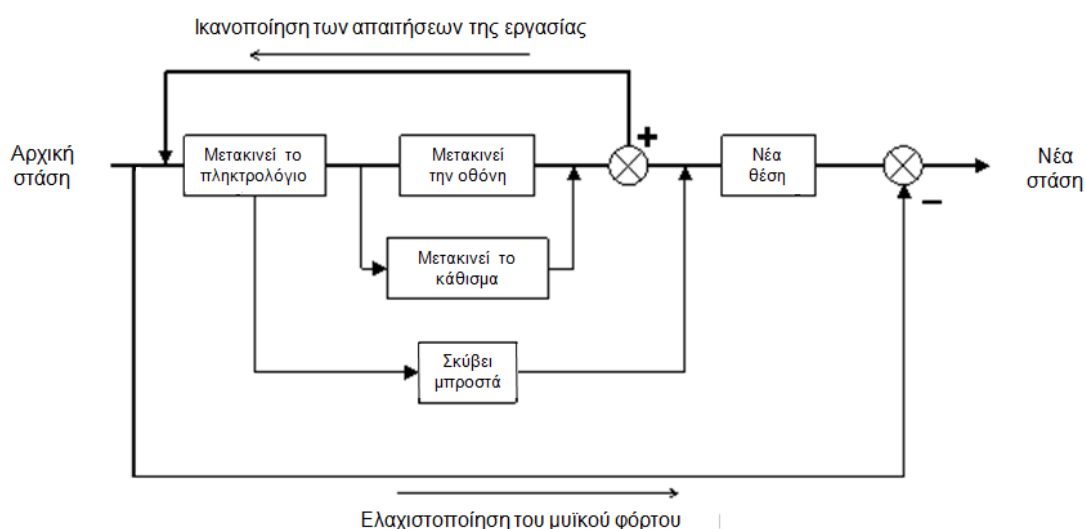 Ικανοποίηση των απαιτήσεων της εργασίας
Αρχική
στάση
Μετακινεί το
πληκτρολόγιο
Μετακινεί
την οθόνη
+
Νέα
θέση
–
Νέα
στάση
Μετακινεί το
κάθισμα
Σκύβει
μπροστά
Ελαχιστοποίηση του μυϊκού φόρτου